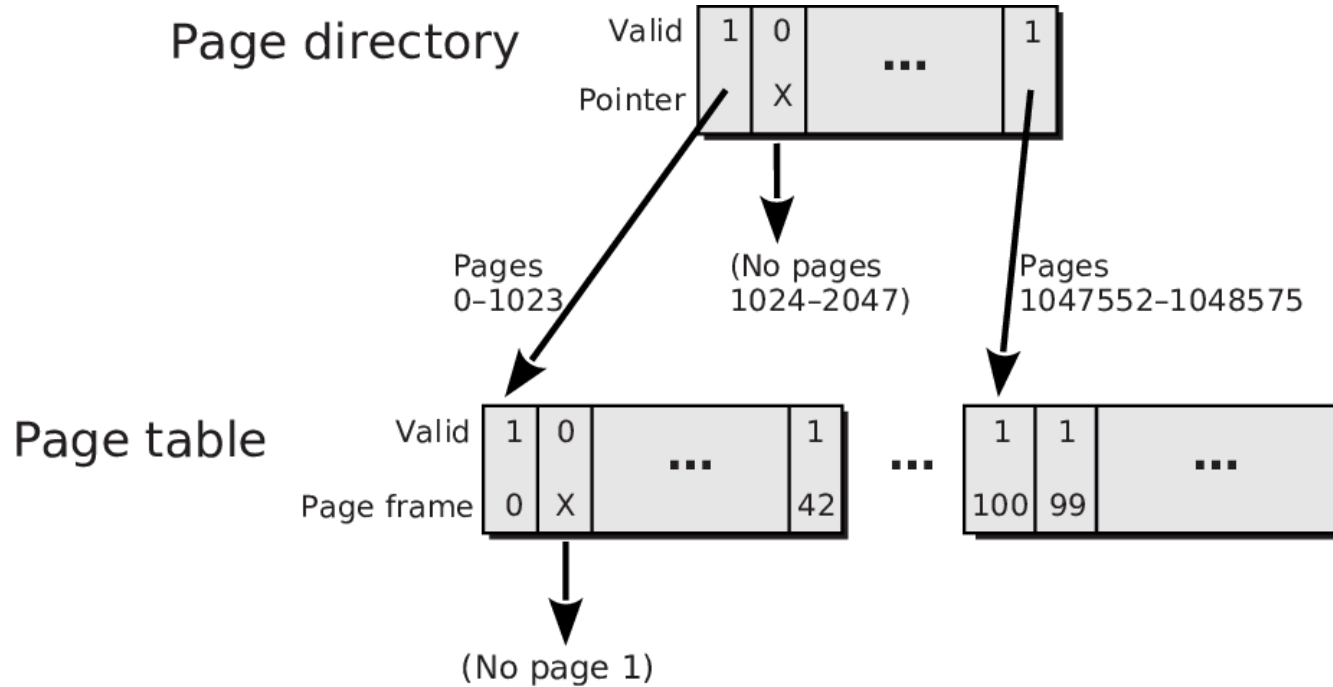 Page directory
Valid 1 0 ... 1
Pointer X
Pages
0–1023
(No pages
1024–2047)
Pages
1047552–1048575
Page table
Valid 1 0 ... 1 ... 1 1 ...
Page frame 0 X 42 100 99
(No page 1)